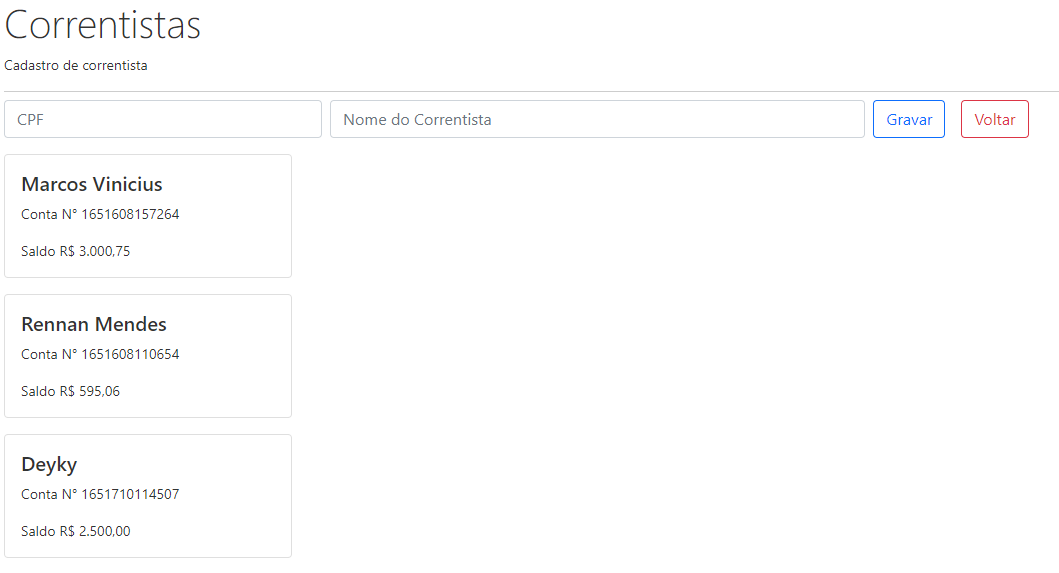 Correntistas
Cadastro de correntista
CPF
Nome do Correntista
Gravar
Voltar
Marcos Vinicius
Conta N° 1651608157264
Saldo R$ 3.000,75
Rennan Mendes
Conta N° 1651608110654
Saldo R$ 595,06
Deyky
Conta N° 1651710114507
Saldo R$ 2.500,00